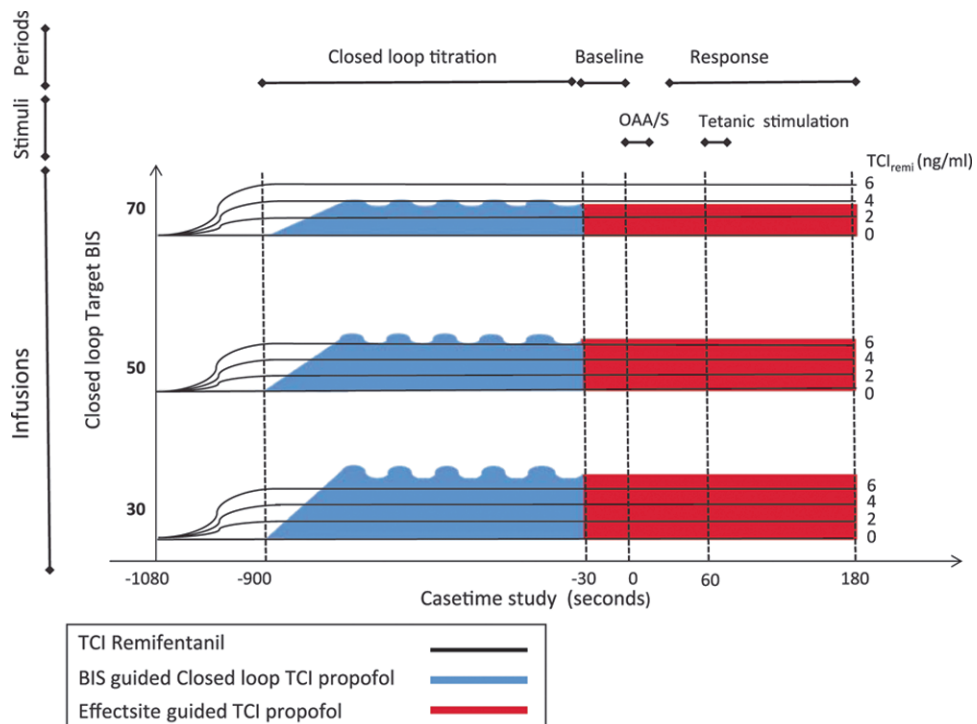 Periods
Closed loop titration
Baseline
Response
Stimuli
OAA/S
Tetanic stimulation
TCIremi (ng/ml)
Infusions
Closed loop Target BIS
70
6
4
2
0
50
6
4
2
0
30
6
4
2
0
-1080
-900
-30
0
60
180
Casetime study (seconds)
TCI Remifentanil
BIS guided Closed loop TCI propofol
Effectsite guided TCI propofol